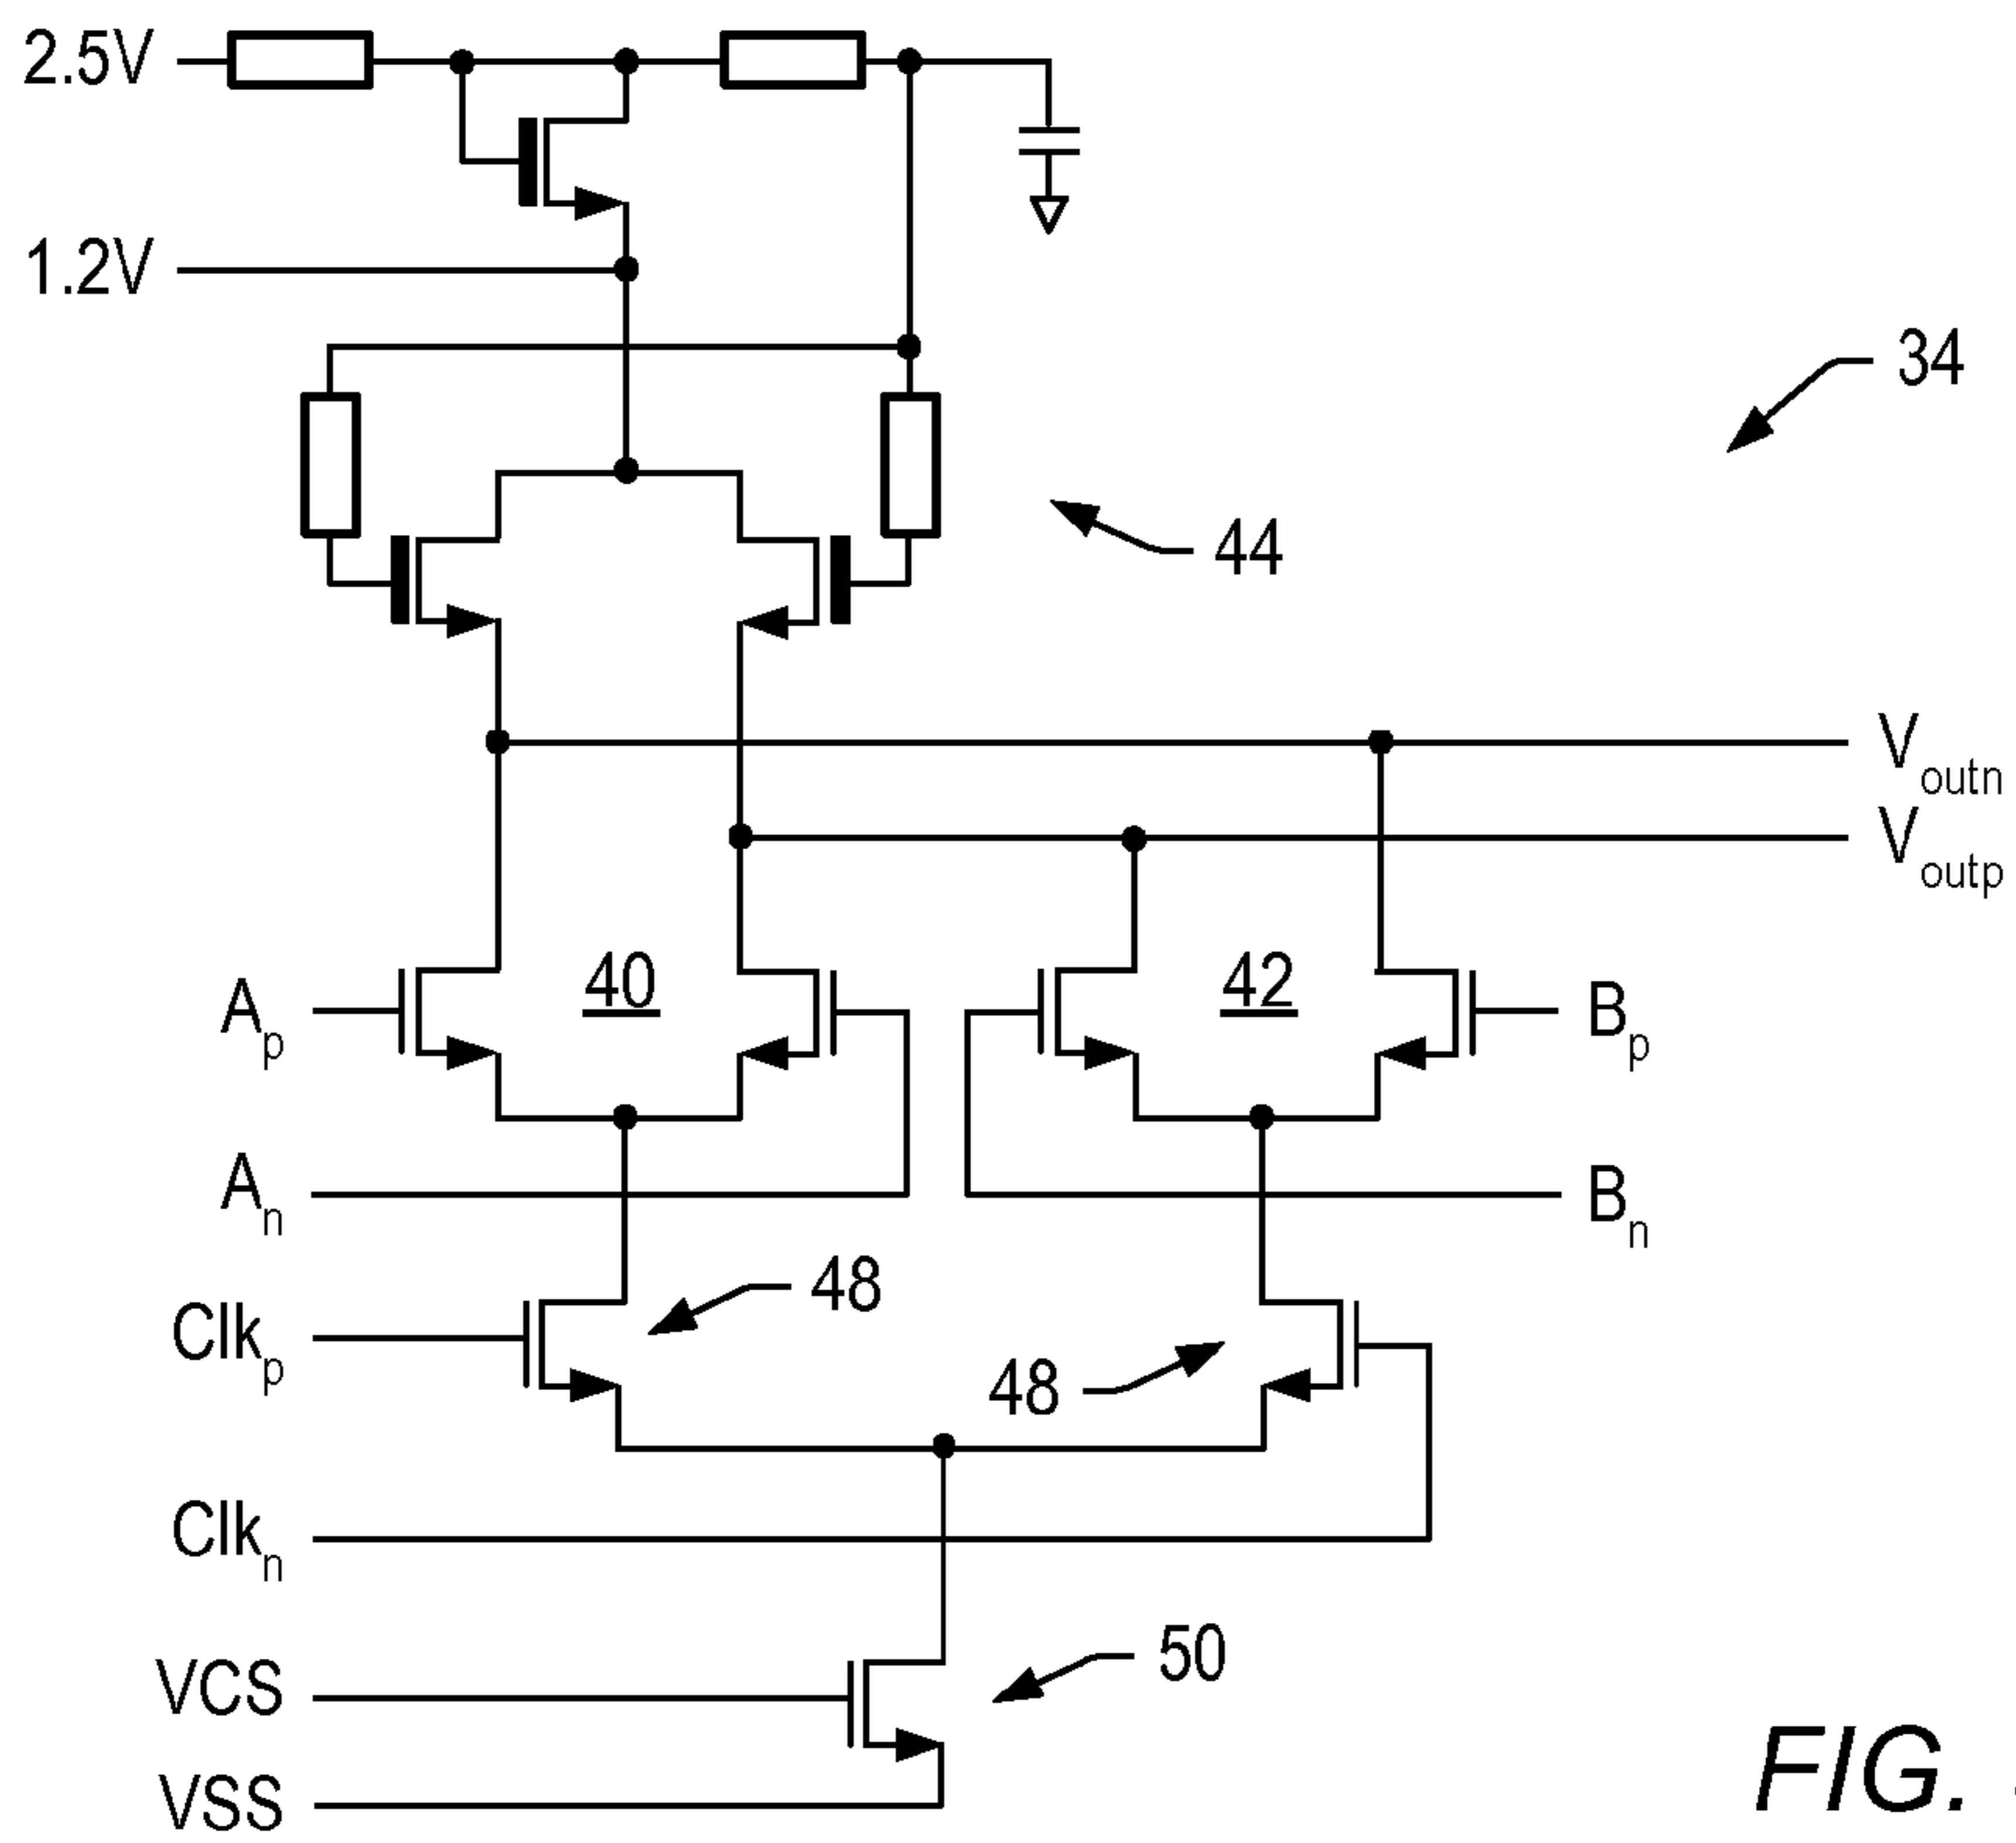 2.5V
1.2V
34
44
Voutn
Voutp
Ap
40
42
Bp
An
Bn
48
Clkp
48
Clkn
50
VCS
VSS
FIG.